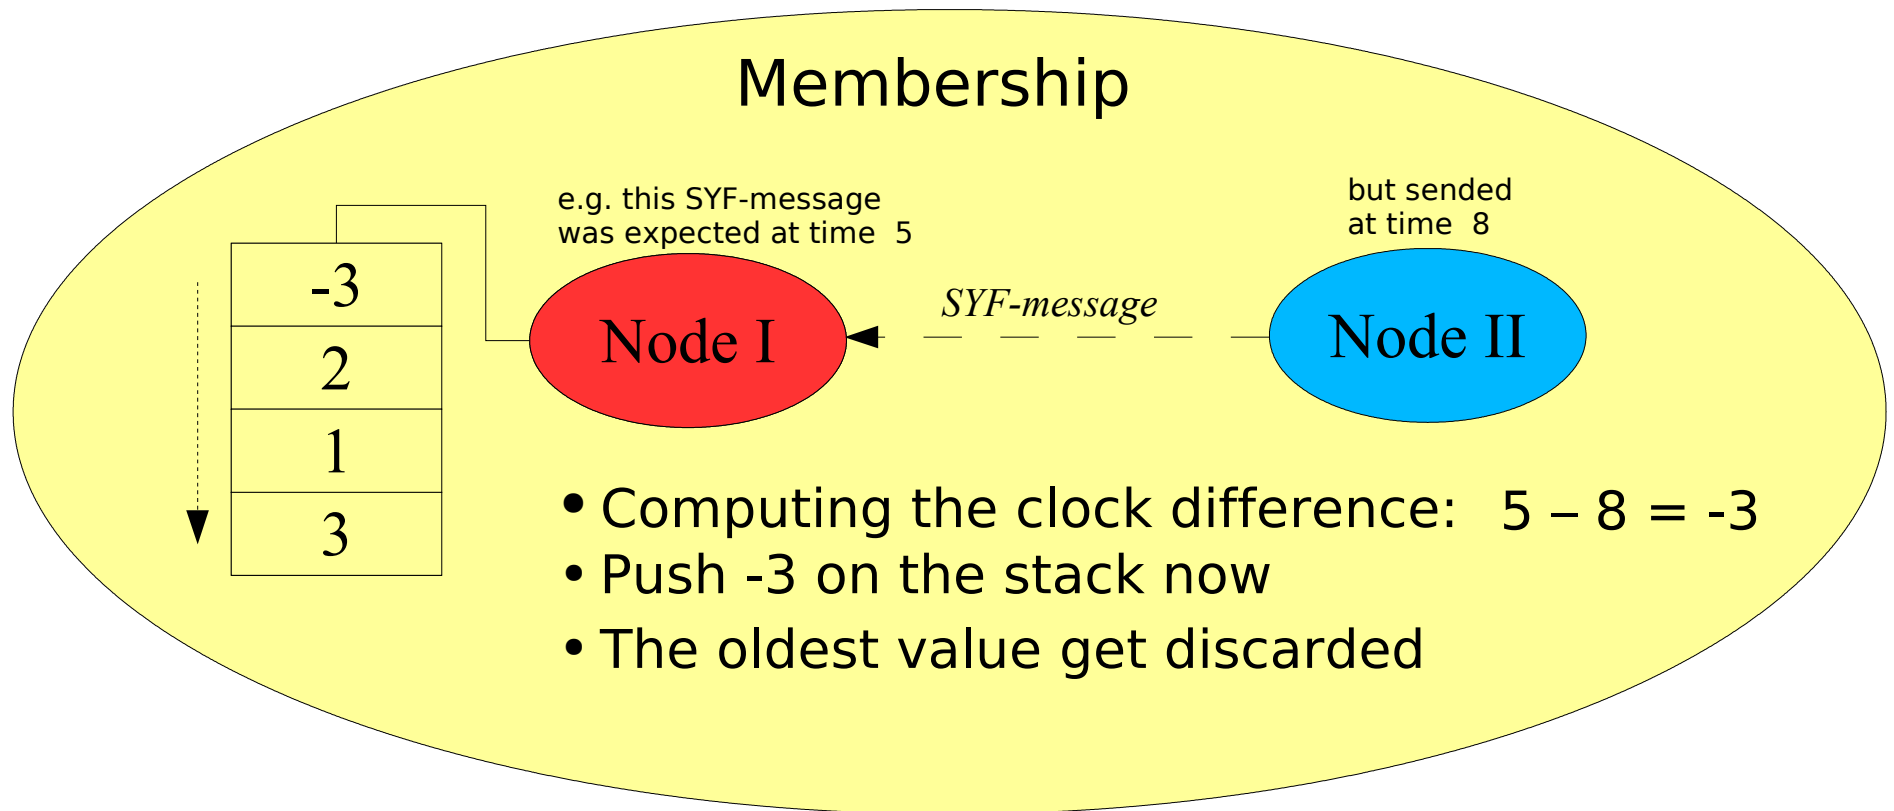 Membership
e.g. this SYF-message
was expected at time 5
but sended
at time 8
-3
2
1
3
Node I
SYF-message
Node II
• Computing the clock difference: 5 – 8 = -3
• Push -3 on the stack now
• The oldest value get discarded